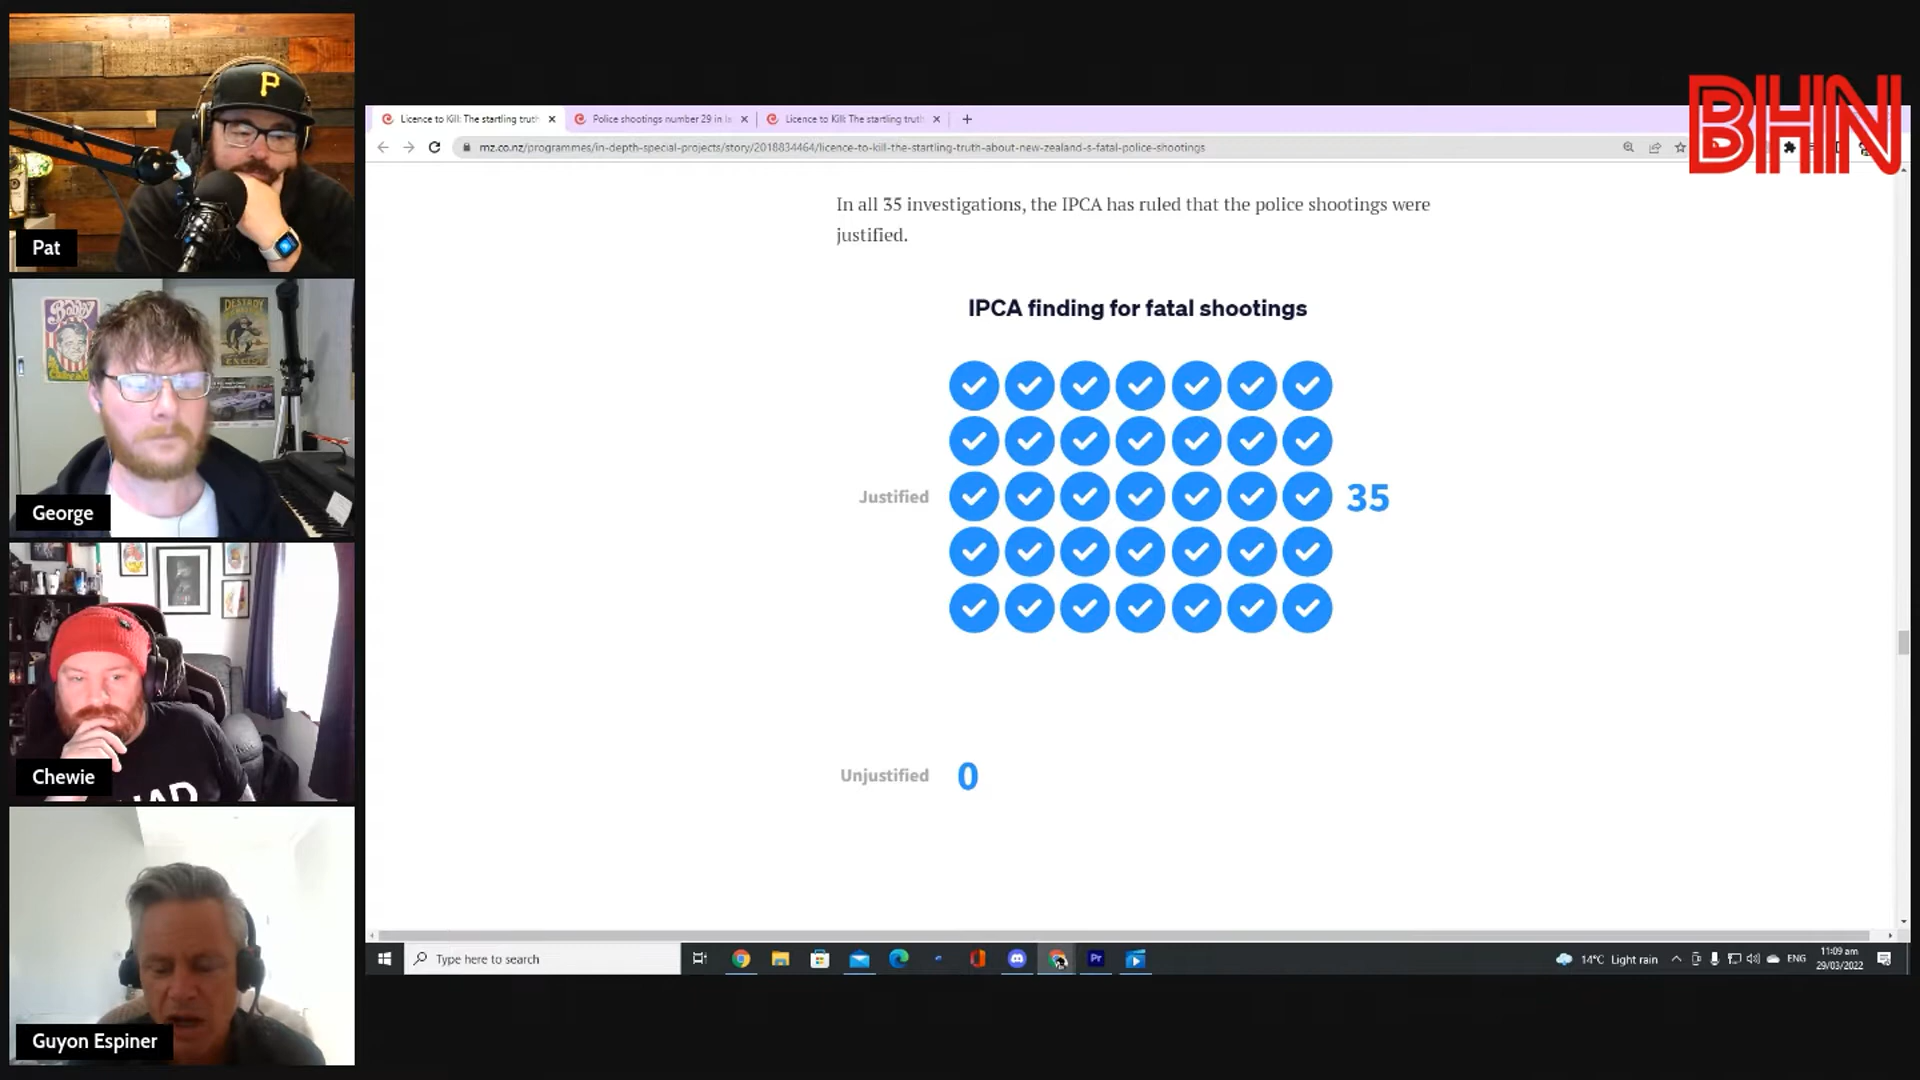 P
Pat
Bobby
DESTROY
George
Chewie
Guyon Espiner
BHN
Licence to Kill: The startling truth
Police shootings number 29 in la
Licence to Kill: The startling truth
rnz.co.nz/programmes/in-depth-special-projects/story/2018834464/licence-to-kill-the-startling-truth-about-new-zealand-s-fatal-police-shootings
In all 35 investigations, the IPCA has ruled that the police shootings were
justified.
IPCA finding for fatal shootings
Justified
35
Unjustified
0
Type here to search
Pr
14°C Light rain
ENG
11:09 am
29/03/2022